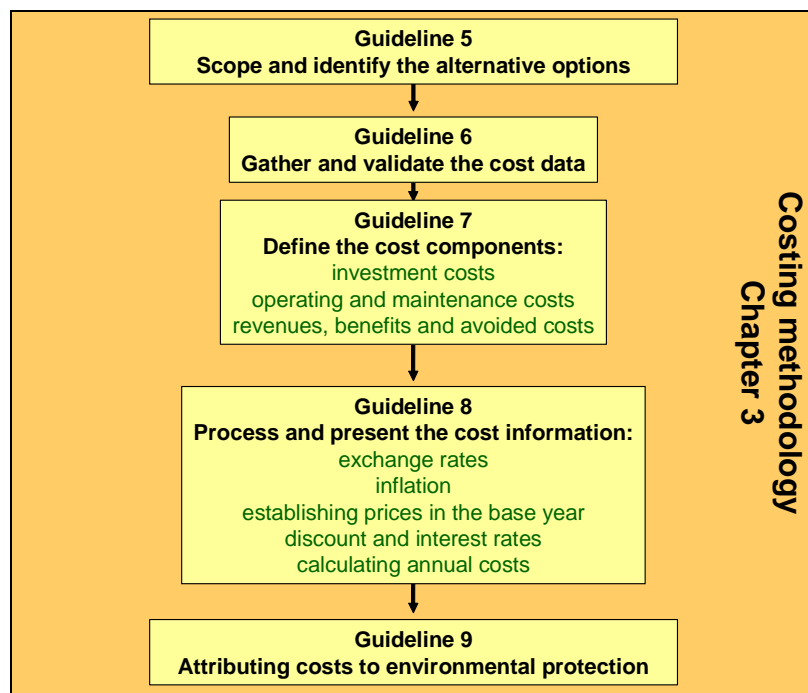 Guideline 5
Scope and identify the alternative options
Guideline 6
Gather and validate the cost data
Guideline 7
Define the cost components:
investment costs
operating and maintenance costs
revenues, benefits and avoided costs
Guideline 8
Process and present the cost information:
exchange rates
inflation
establishing prices in the base year
discount and interest rates
calculating annual costs
Guideline 9
Attributing costs to environmental protection
Costing methodology
Chapter 3